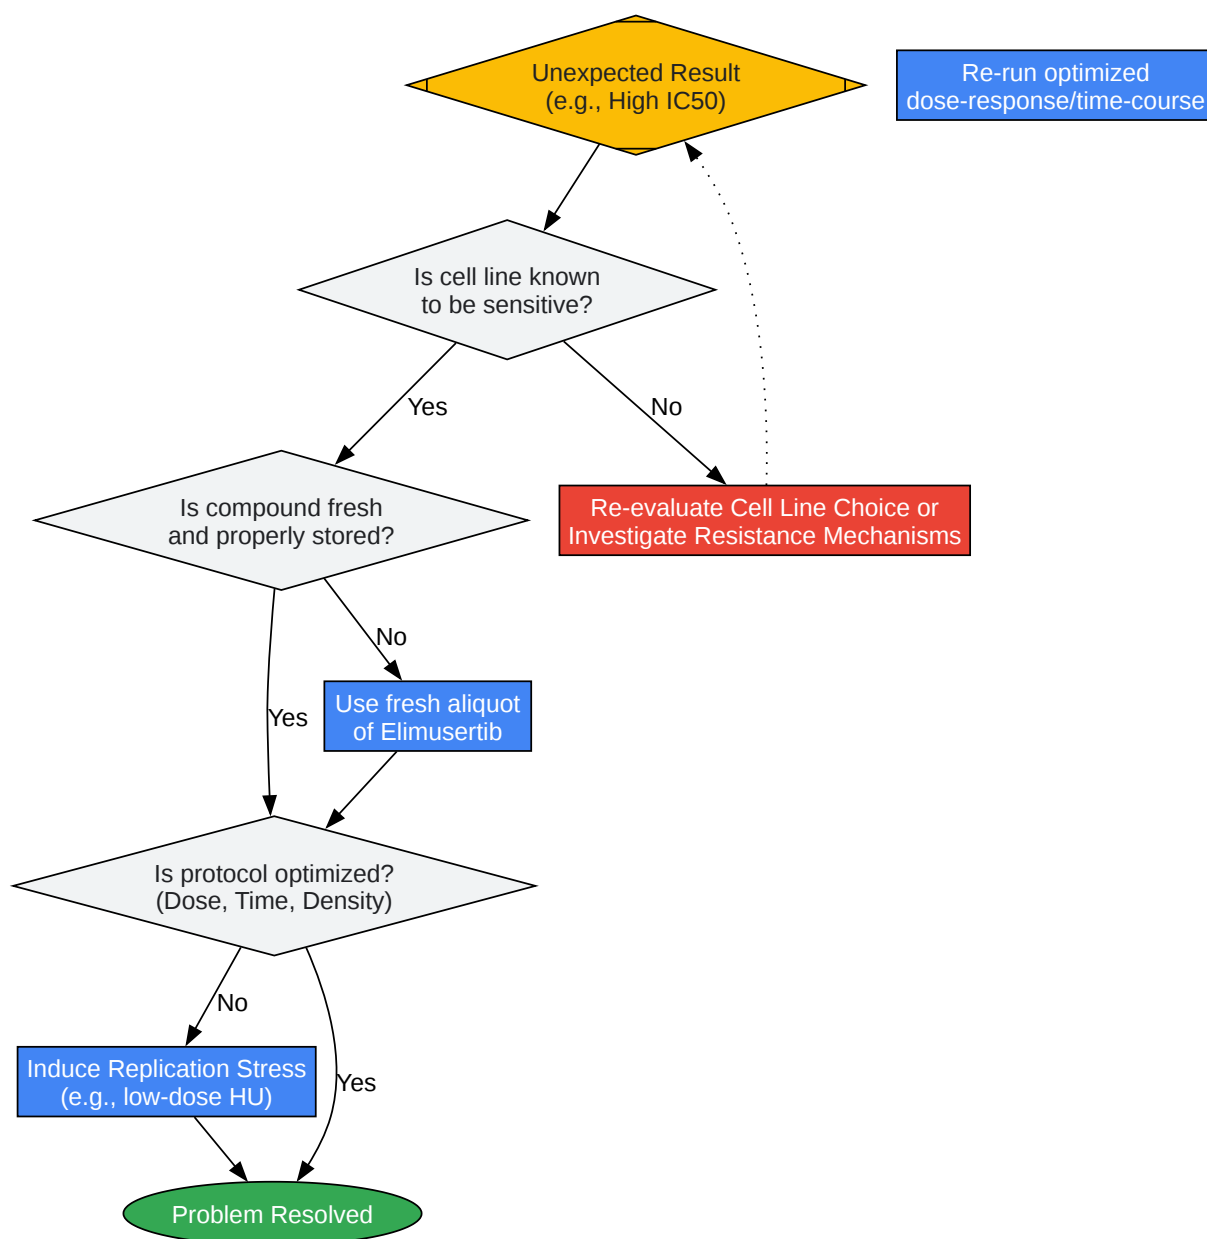 Unexpected Result
(e.g., High IC50)
Re-run optimized
dose-response/time-course
Is cell line known
to be sensitive?
Yes
No
Is compound fresh
and properly stored?
Re-evaluate Cell Line Choice or
Investigate Resistance Mechanisms
No
Yes
Use fresh aliquot
of Elimusertib
Is protocol optimized?
(Dose, Time, Density)
No
Yes
Induce Replication Stress
(e.g., low-dose HU)
Problem Resolved